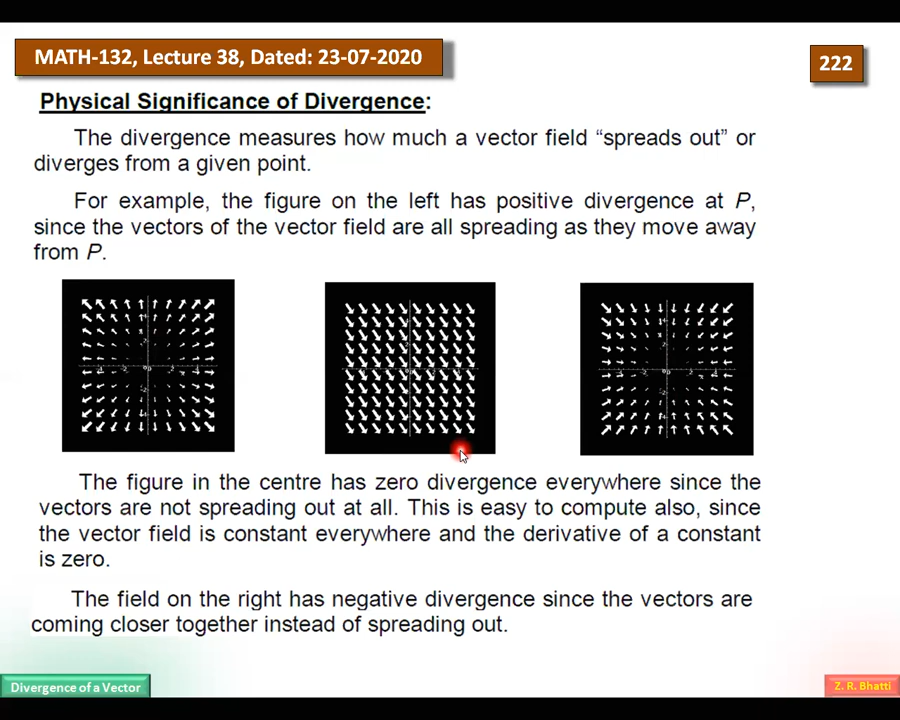 MATH-132, Lecture 38, Dated: 23-07-2020
222
Physical Significance of Divergence:
The divergence measures how much a vector field “spreads out” or
diverges from a given point.
For example, the figure on the left has positive divergence at P,
since the vectors of the vector field are all spreading as they move away
from P.
The figure in the centre has zero divergence everywhere since the
vectors are not spreading out at all. This is easy to compute also, since
the vector field is constant everywhere and the derivative of a constant
is zero.
The field on the right has negative divergence since the vectors are
coming closer together instead of spreading out.
Divergence of a Vector
Z. R. Bhatti